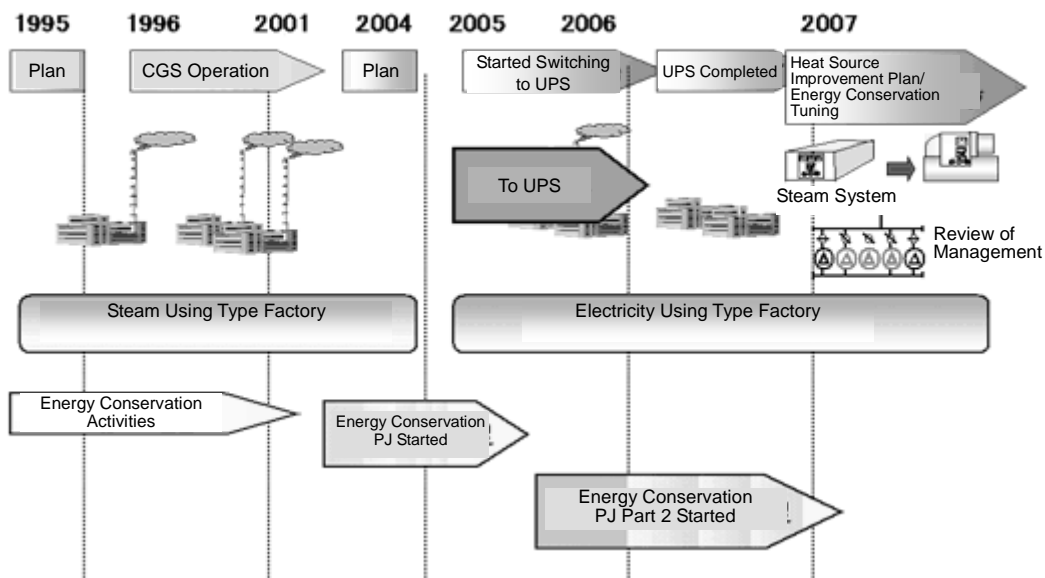 1995
1996
2001
2004
2005
2006
2007
Plan
CGS Operation
Plan
Started Switching
to UPS
UPS Completed
Heat Source
Improvement Plan/
Energy Conservation
Tuning
To UPS
Steam System
Review of
Management
Steam Using Type Factory
Electricity Using Type Factory
Energy Conservation
Activities
Energy Conservation
PJ Started
!
Energy Conservation
PJ Part 2 Started
!